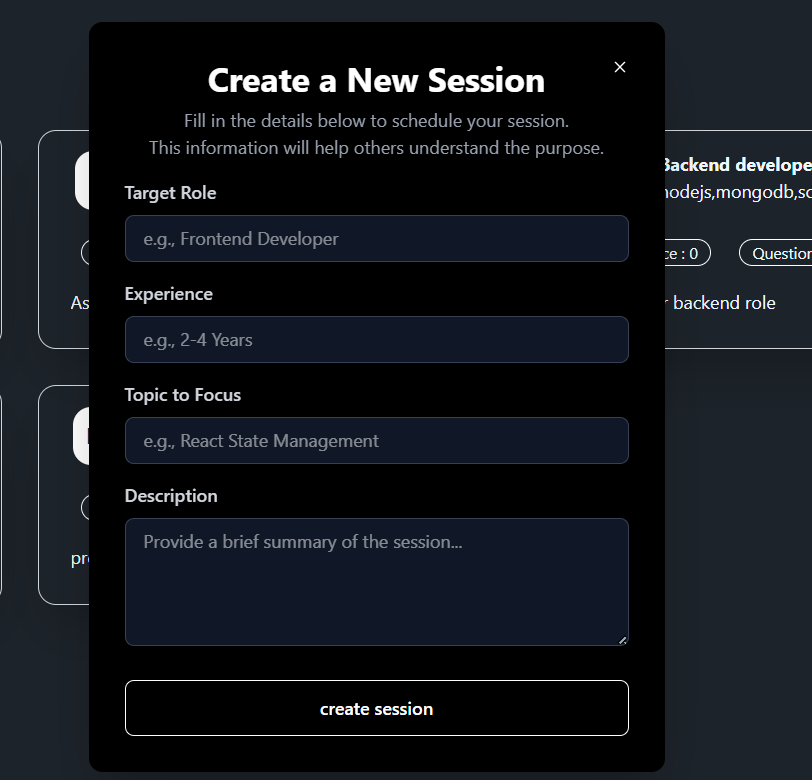 Create a New Session
Fill in the details below to schedule your session.
This information will help others understand the purpose.
Target Role
e.g., Frontend Developer
Experience
e.g., 2-4 Years
Topic to Focus
e.g., React State Management
Description
Provide a brief summary of the session...
create session
As
pr
Backend develope
nodejs,mongodb,
ce : 0
Question
r backend role